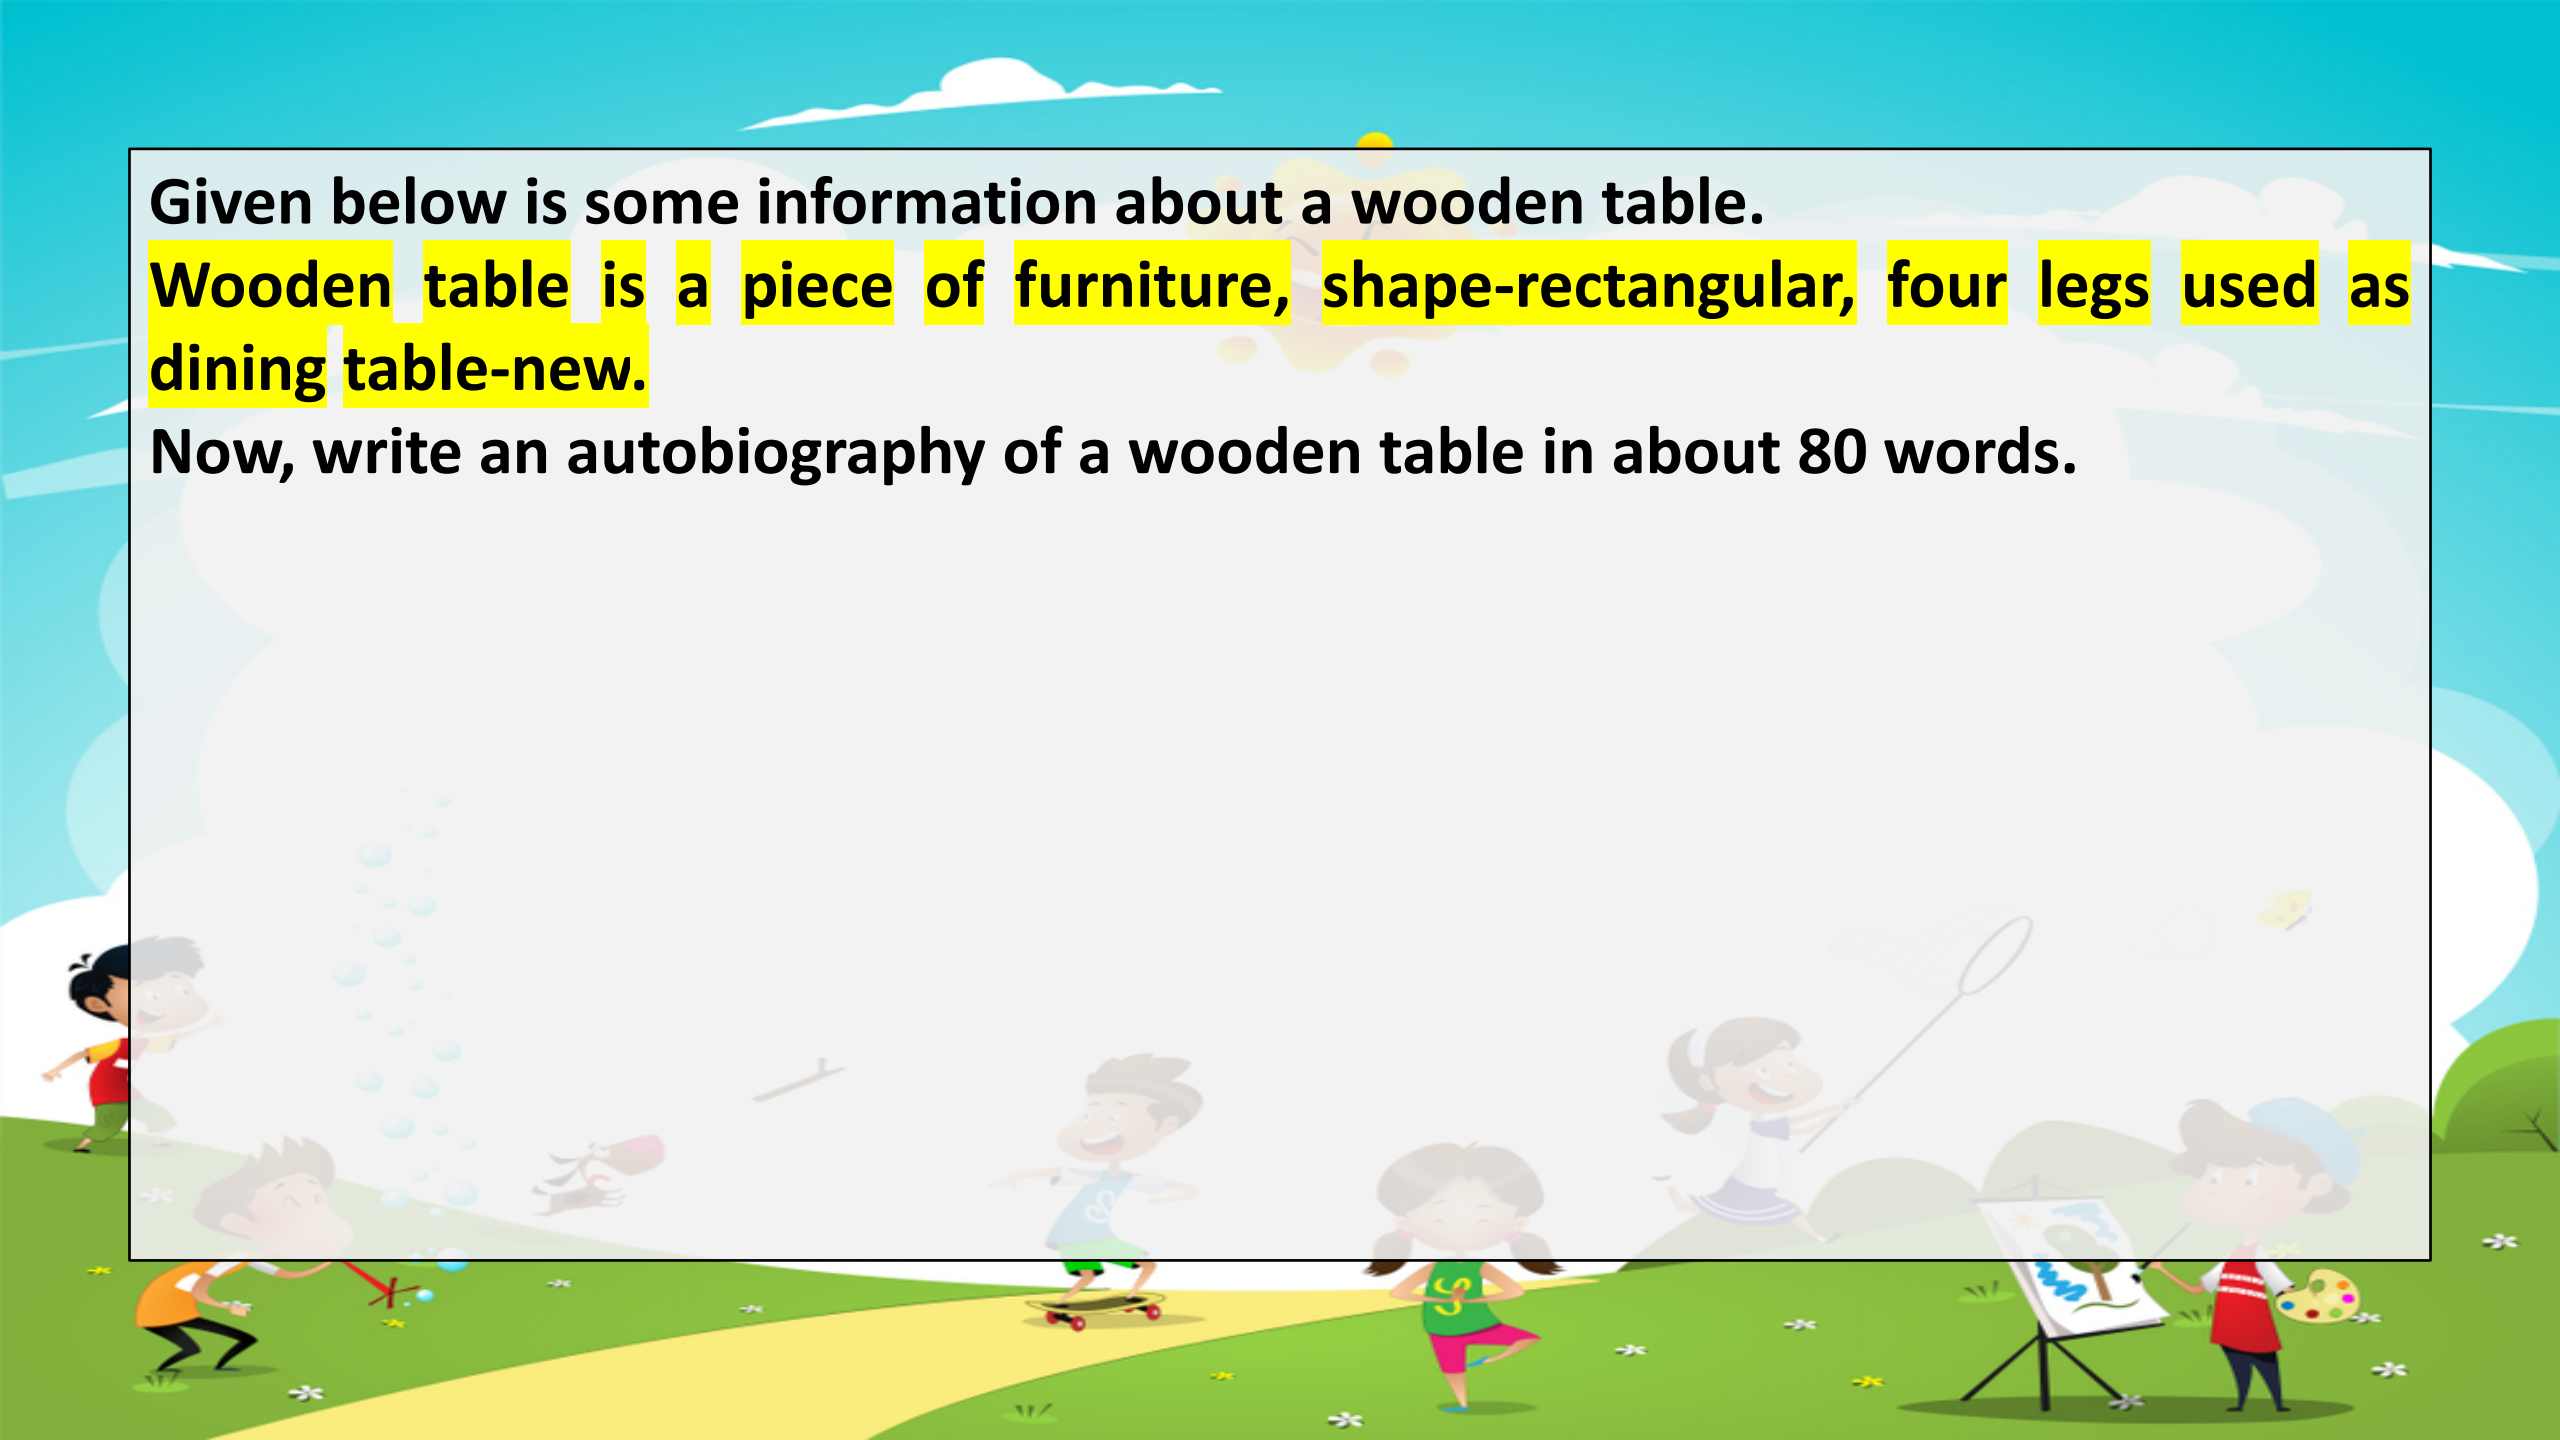 Given below is some information about a wooden table.
Wooden table is a piece of furniture, shape-rectangular, four legs used as
dining table-new.
Now, write an autobiography of a wooden table in about 80 words.